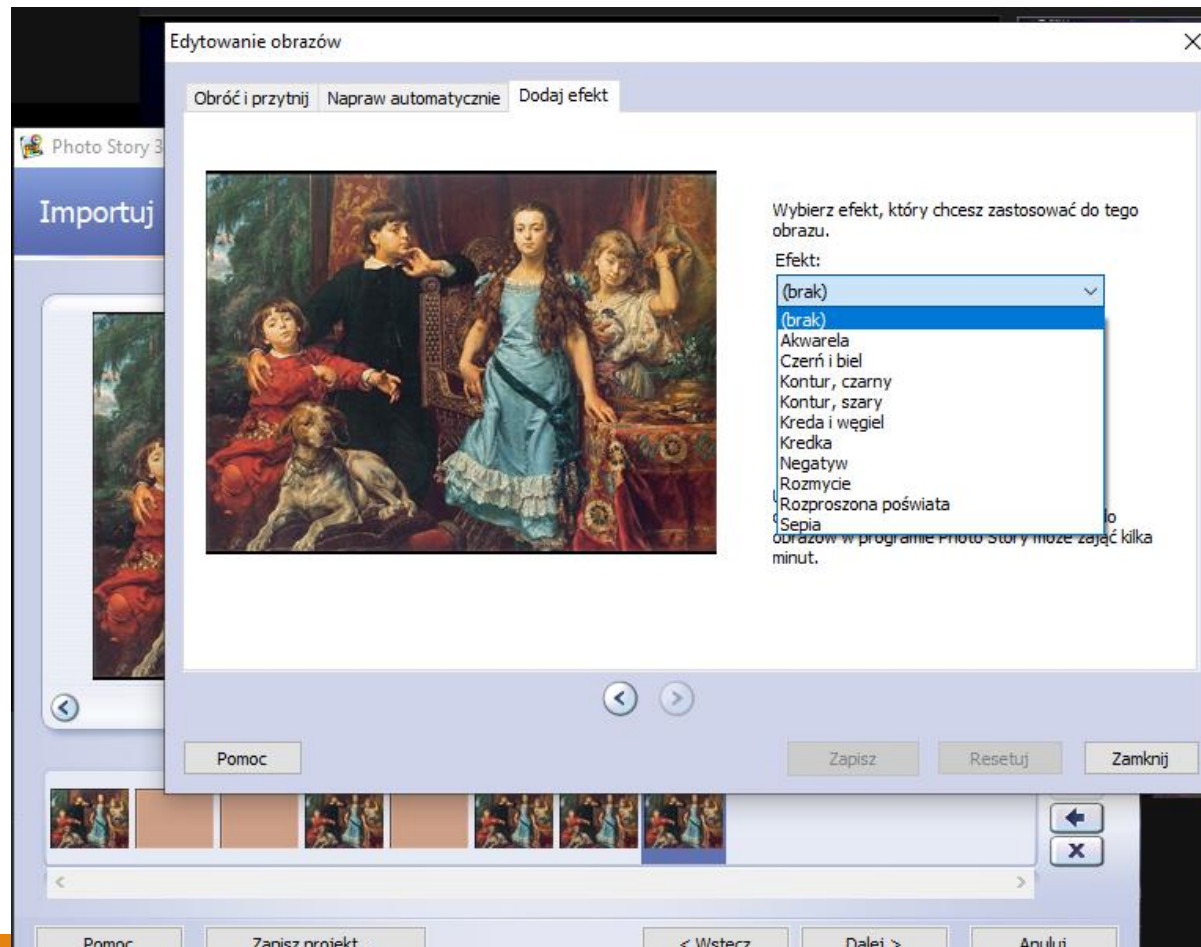 Edytowanie obrazów
Obróć i przytnij Napraw automatycznie Dodaj efekt
Photo Story 3
Importuj
Wybierz efekt, który chcesz zastosować do tego
obrazu.
Efekt:
(brak)
(brak)
Akwarela
Czerń i biel
Kontur, czarny
Kontur, szary
Kreda i węgiel
Kredka
Negatyw
Rozmycie
Rozproszona poświata
Sepia
obrazów w programie Photo Story może zająć kilka
minut.
Pomoc Zapisz Resetuj Zamknij
Pomoc Zapisz projekt... < Wstecz Dalej > Anuluj